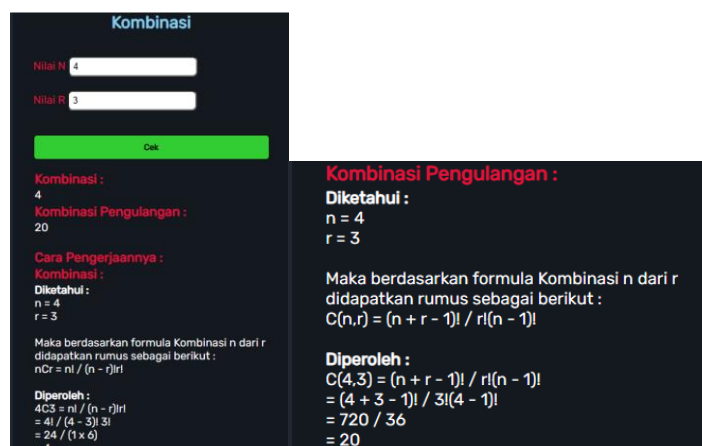 Kombinasi
Nilai N 4
Nilai R 3
Cek
Kombinasi :
4
Kombinasi Pengulangan :
20
Cara Pengerjaannya :
Kombinasi :
Diketahui :
n = 4
r = 3
Maka berdasarkan formula Kombinasi n dari r
didapatkan rumus sebagai berikut :
nCr = n! / (n - r)!r!
Diperoleh :
4C3 = n! / (n - r)!r!
= 4! / (4 - 3)! 3!
= 24 / (1 x 6)
Kombinasi Pengulangan :
Diketahui :
n = 4
r = 3
Maka berdasarkan formula Kombinasi n dari r
didapatkan rumus sebagai berikut :
C(n,r) = (n + r - 1)! / r!(n - 1)!
Diperoleh :
C(4,3) = (n + r - 1)! / r!(n - 1)!
= (4 + 3 - 1)! / 3!(4 - 1)!
= 720 / 36
= 20